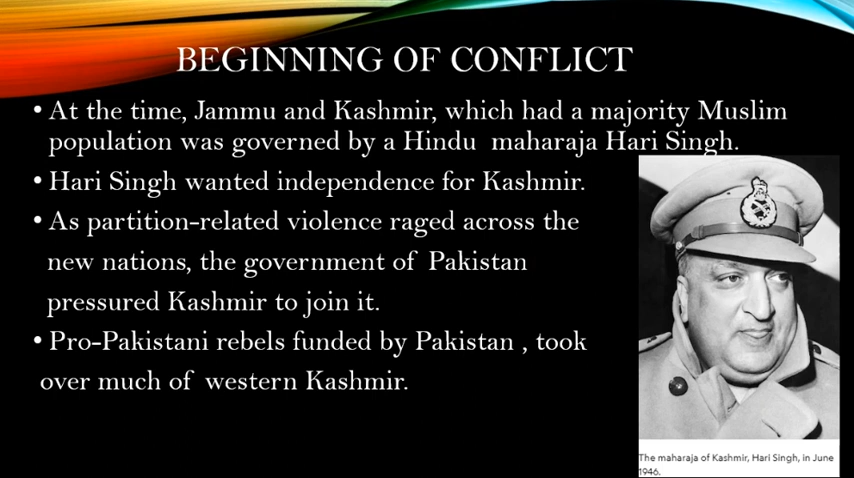 BEGINNING OF CONFLICT
• At the time, Jammu and Kashmir, which had a majority Muslim
population was governed by a Hindu maharaja Hari Singh.
• Hari Singh wanted independence for Kashmir.
• As partition-related violence raged across the
new nations, the government of Pakistan
pressured Kashmir to join it.
• Pro-Pakistani rebels funded by Pakistan , took
over much of western Kashmir.
The maharaja of Kashmir, Hari Singh, in June
1946.